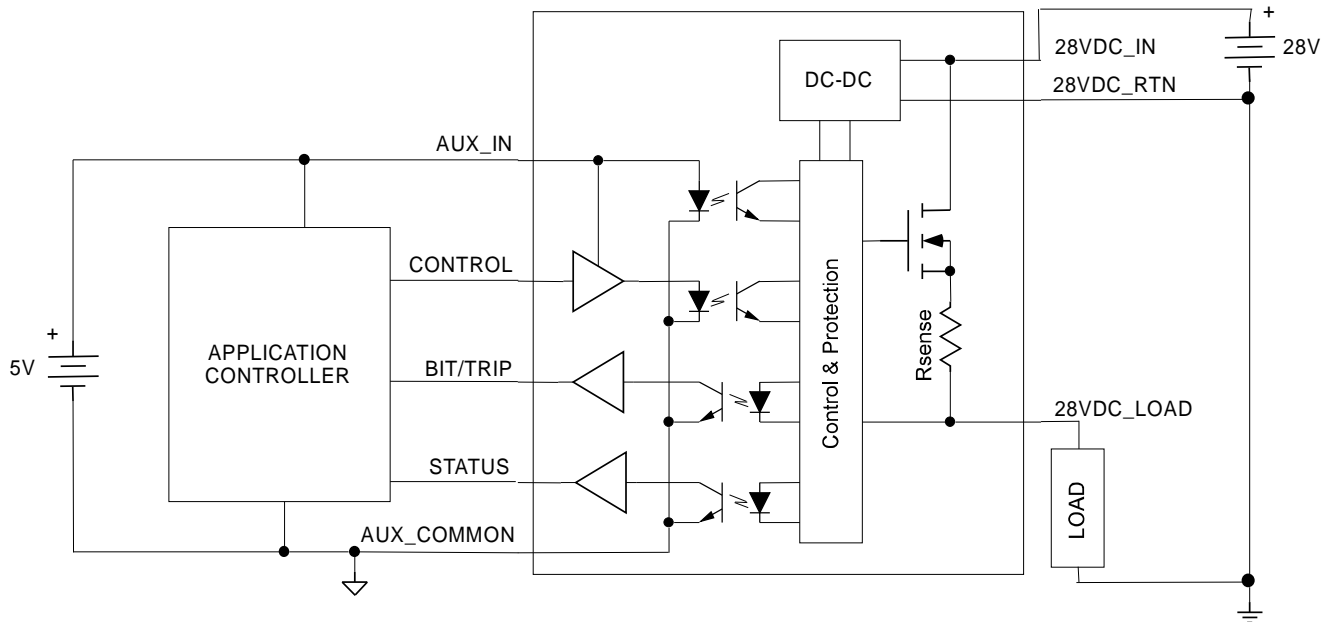 +
28VDC_IN
28V
DC-DC
28VDC_RTN
AUX_IN
CONTROL
+
5V
APPLICATION
CONTROLLER
BIT/TRIP
Control & Protection
Rsense
28VDC_LOAD
STATUS
LOAD
AUX_COMMON